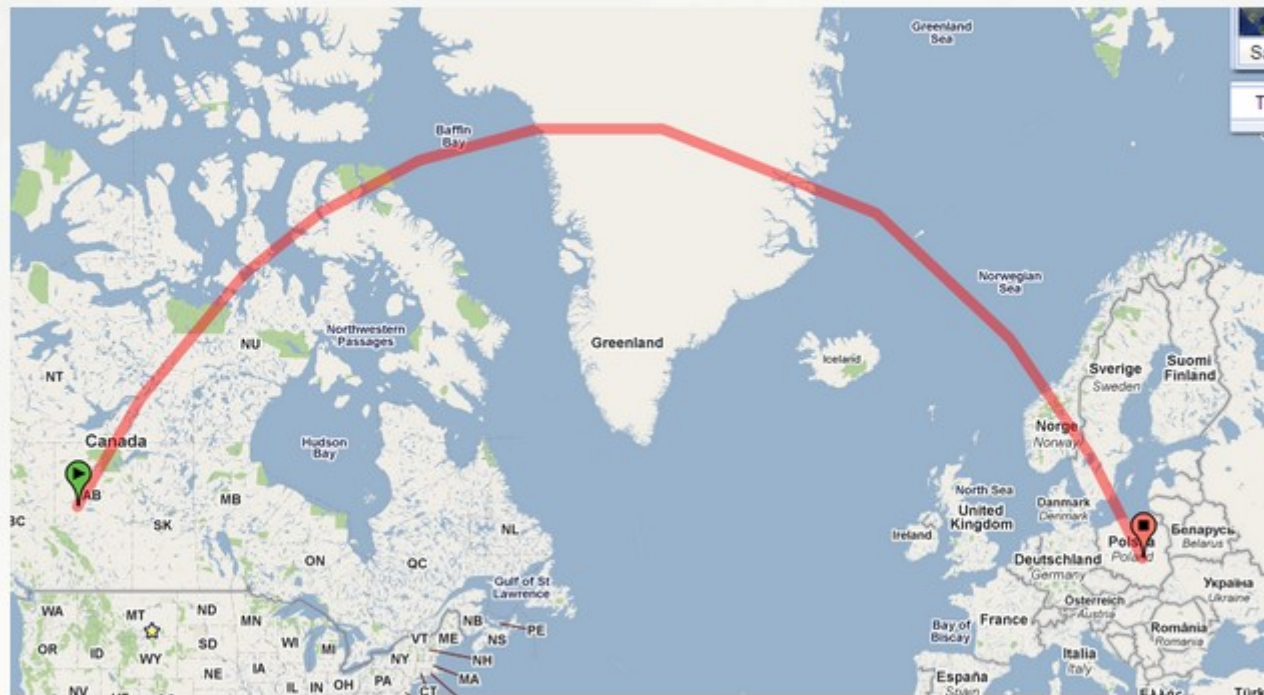 Greenland
Sea
Baffin
Bay
Norwegian
Sea
Northwestern
Passages
NU
Greenland
Iceland
NT
Sverige
Sweden
Suomi
Finland
Canada
Hudson
Bay
Norge
Norway
AB
BC
SK
MB
ON
QC
NL
North Sea
United
Kingdom
Ireland
Danmark
Denmark
Polska
Poland
Беларусь
Belarus
Deutschland
Germany
Україна
Ukraine
Gulf of St
Lawrence
Österreich
Austria
France
Bay of
Biscay
România
Romania
Italia
Italy
España
Spain
WA
MT
ND
MN
OR
ID
WY
SD
WI
MI
NB
PE
VT
ME
NS
NY
NH
NE
IA
MA
NV
IL
IN
OH
PA
CT